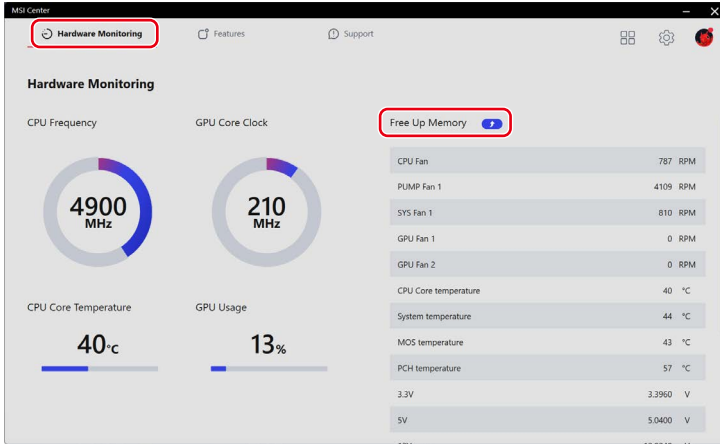 MSI Center
Hardware Monitoring
Features
Support
Hardware Monitoring
CPU Frequency
4900
MHz
GPU Core Clock
210
MHz
CPU Core Temperature
40°C
GPU Usage
13%
Free Up Memory
CPU Fan 787 RPM
PUMP Fan 1 4109 RPM
SYS Fan 1 810 RPM
GPU Fan 1 0 RPM
GPU Fan 2 0 RPM
CPU Core temperature 40 °C
System temperature 44 °C
MOS temperature 43 °C
PCH temperature 57 °C
3.3V 3.3960 V
5V 5.0400 V